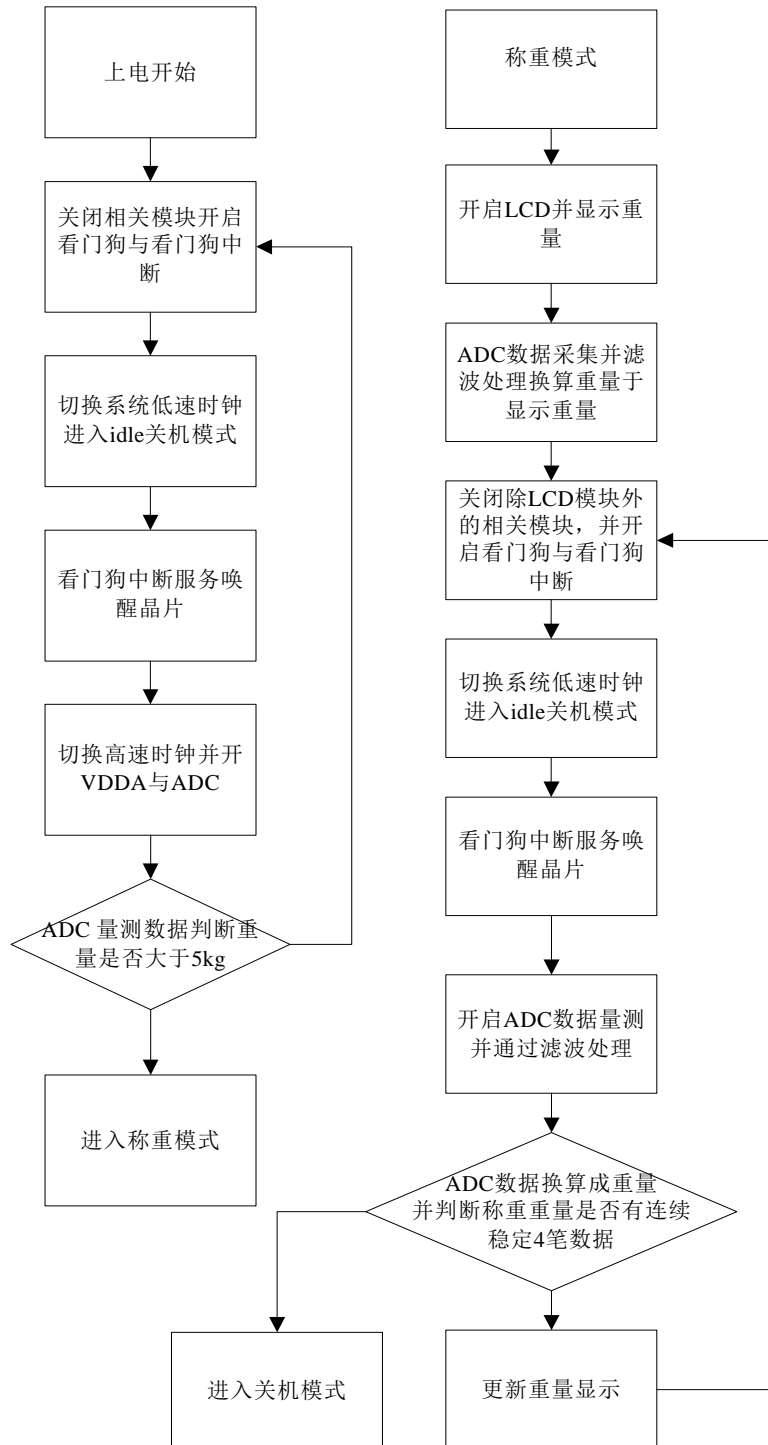 上电开始
关闭相关模块开启
看门狗与看门狗中
断
切换系统低速时钟
进入idle关机模式
看门狗中断服务唤
醒晶片
切换高速时钟并开
VDDA与ADC
ADC 量测数据判断重
量是否大于5kg
进入称重模式
称重模式
开启LCD并显示重
量
ADC数据采集并滤
波处理换算重量于
显示重量
关闭除LCD模块外
的相关模块，并开
启看门狗与看门狗
中断
切换系统低速时钟
进入idle关机模式
看门狗中断服务唤
醒晶片
开启ADC数据量测
并通过滤波处理
ADC数据换算成重量
并判断称重重量是否有连续
稳定4笔数据
进入关机模式
更新重量显示